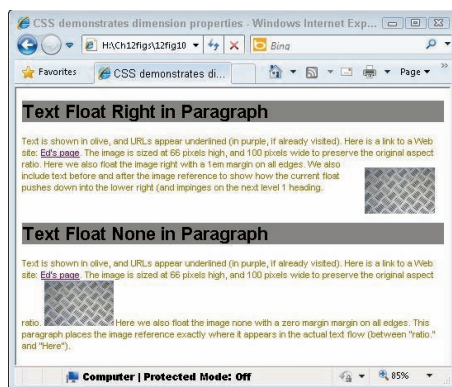 CSS demonstrates dimension properties - Windows Internet Exp...
H:\Ch12figs\12fig10
Bing
Favorites
CSS demonstrates di...
Page
Text Float Right in Paragraph
Text is shown in olive, and URLs appear underlined (in purple, if already visited). Here is a link to a Web
site: Ed's page. The image is sized at 66 pixels high, and 100 pixels wide to preserve the original aspect
ratio. Here we also float the image right with a 1em margin on all edges. We also
include text before and after the image reference to show how the current float
pushes down into the lower right (and impinges on the next level 1 heading.
Text Float None in Paragraph
Text is shown in olive, and URLs appear underlined (in purple, if already visited). Here is a link to a Web
site: Ed's page. The image is sized at 66 pixels high, and 100 pixels wide to preserve the original aspect
ratio. Here we also float the image none with a zero margin margin on all edges. This
paragraph places the image reference exactly where it appears in the actual text flow (between "ratio."
and "Here").
Computer | Protected Mode: Off
85%